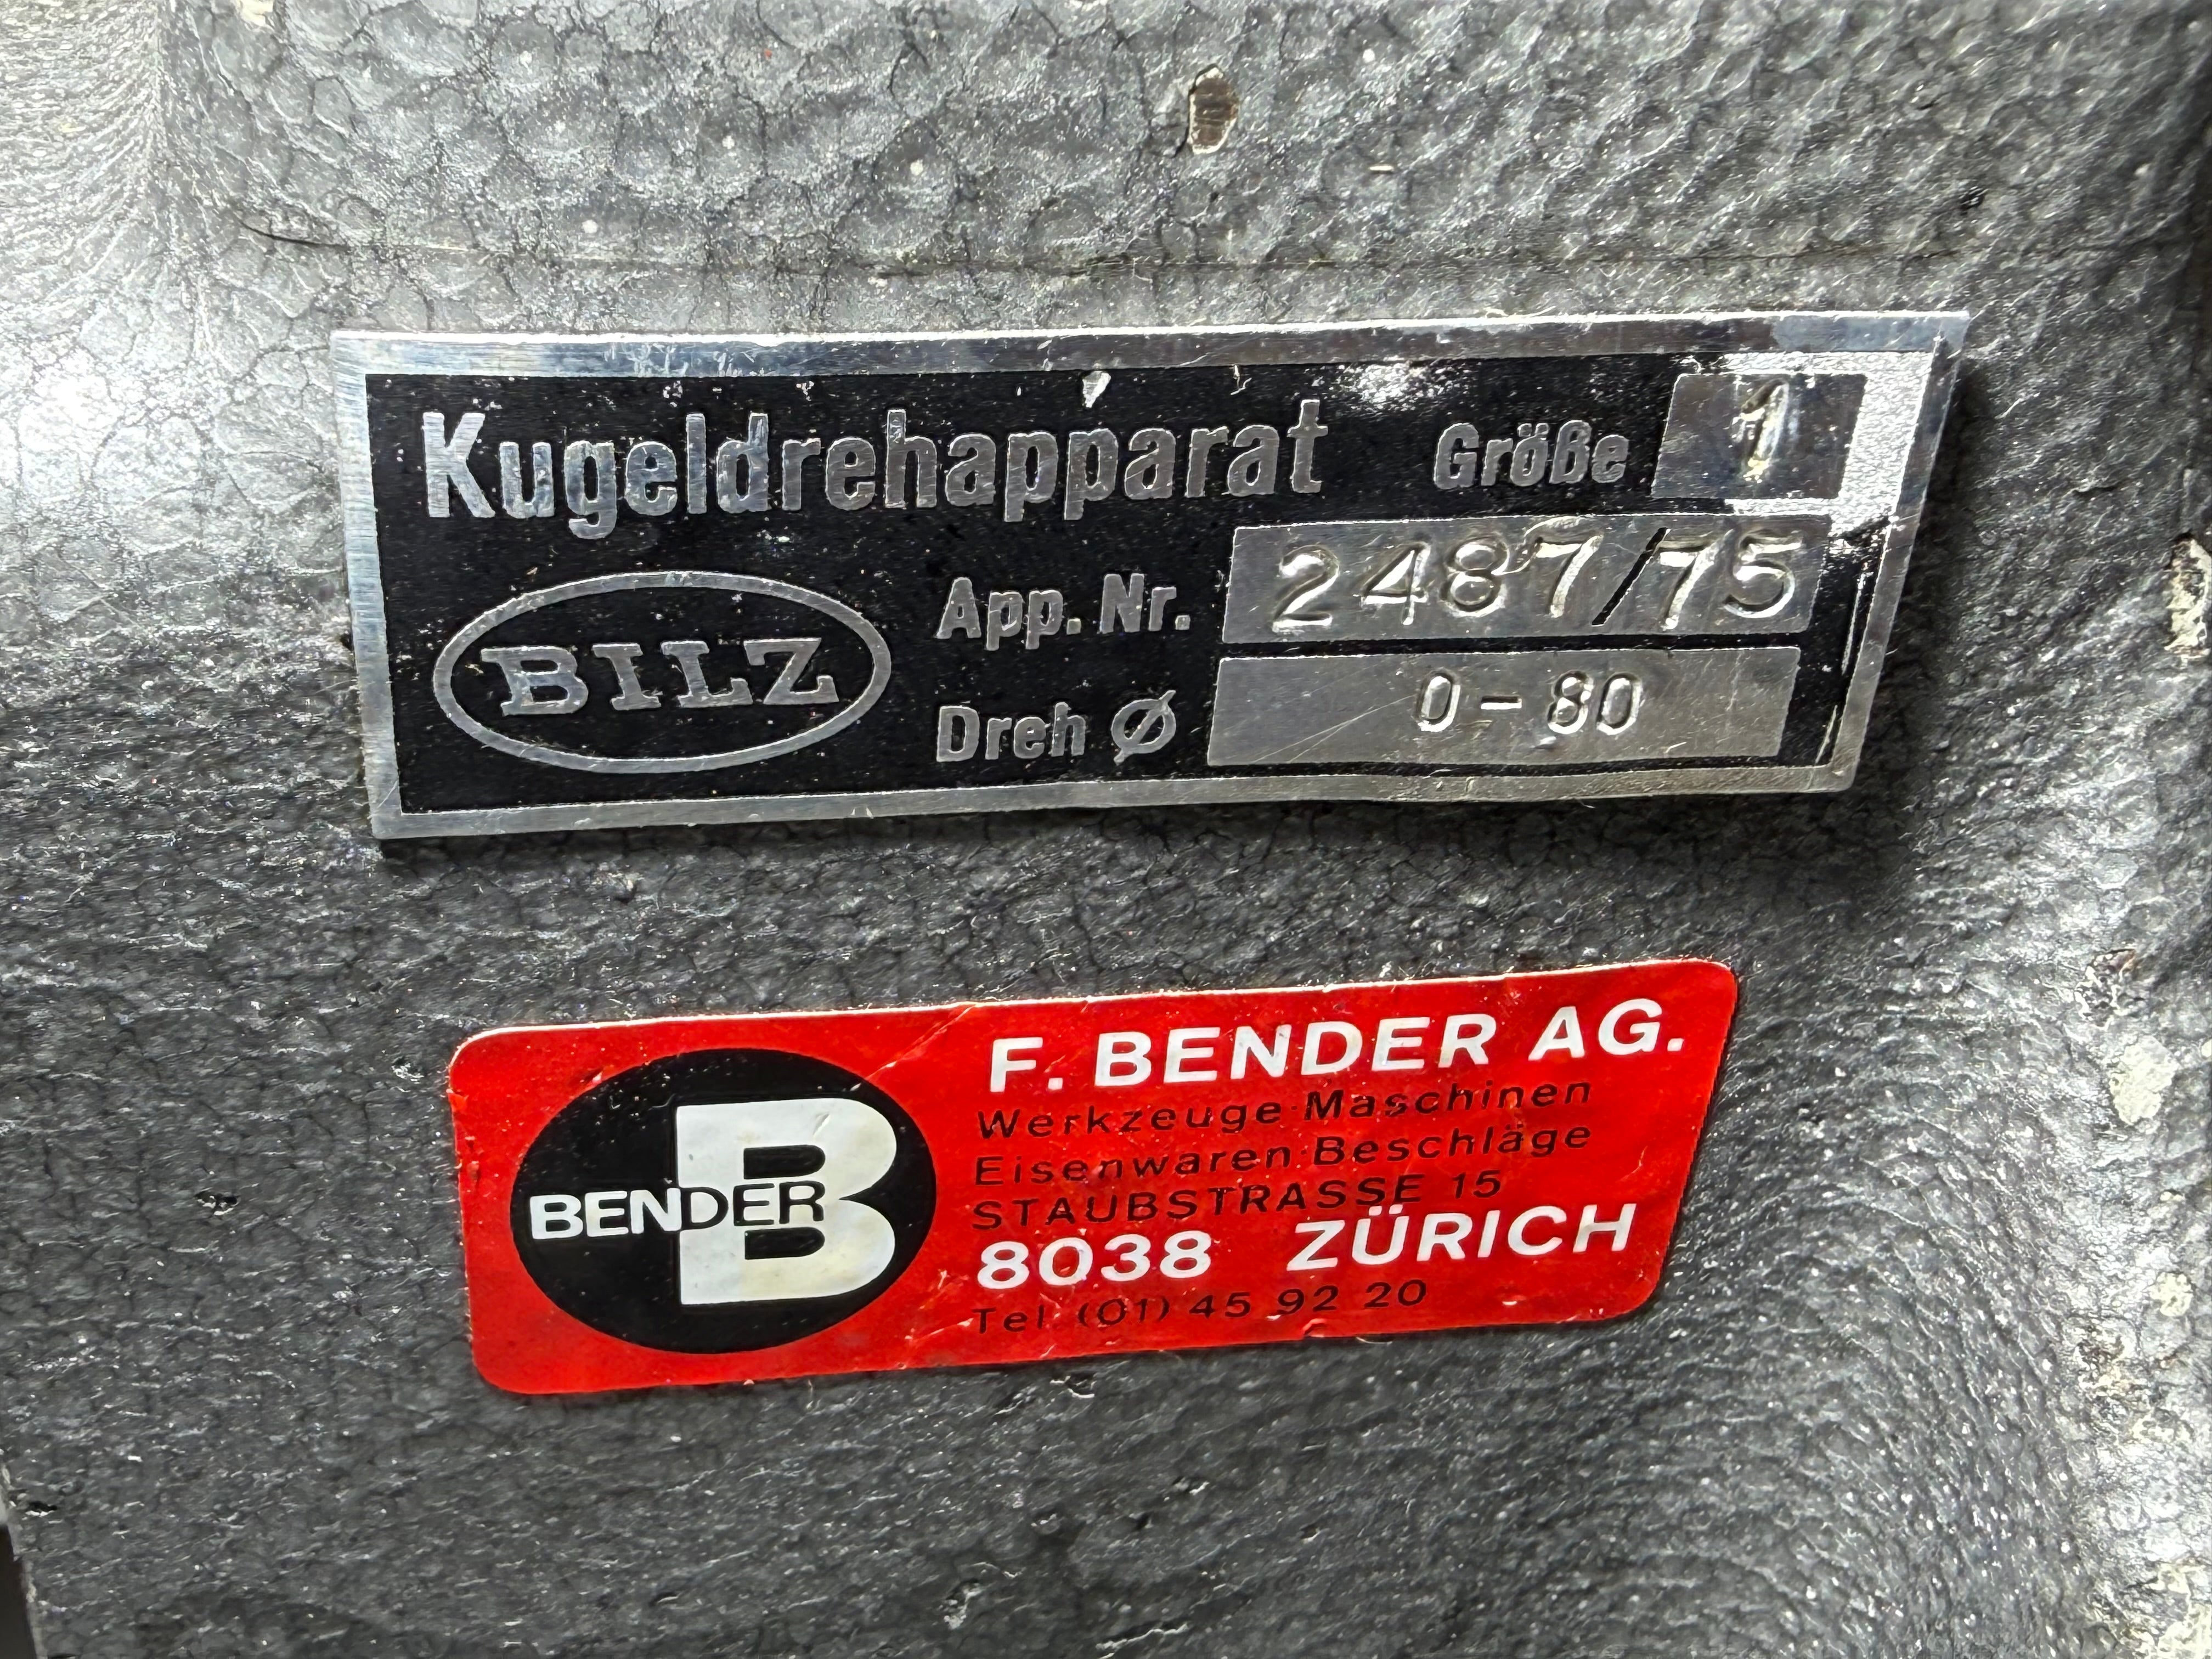 Kugeldrehapparat Größe 1
BILZ
App. Nr. 2487/75
Dreh Ø 0-80
BENDER B
F. BENDER AG.
Werkzeuge·Maschinen
Eisenwaren·Beschläge
STAUBSTRASSE 15
8038 ZÜRICH
Tel. (01) 45 92 20